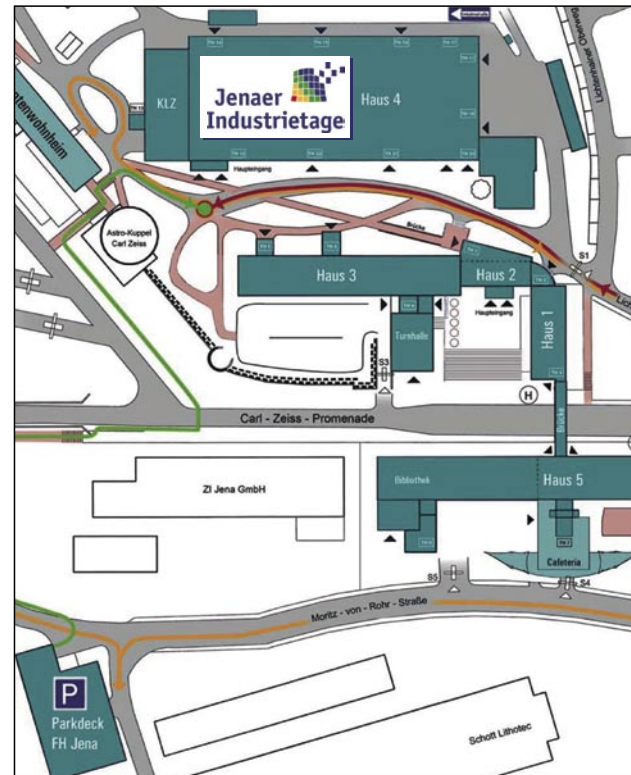 Lichtenhainer Oberweg
KLZ
Jenaer
Industrietage
Haus 4
Haupteingang
Astro-Kuppel
Carl Zeiss
Brücke
S1
Haus 3
Haus 2
Haupteingang
Turnhalle
Haus 1
S3
H
Carl - Zeiss - Promenade
Brücke
ZI Jena GmbH
Bibliothek
Haus 5
Cafeteria
S5
S4
Moritz - von - Rohr - Straße
P
Parkdeck
FH Jena
Schott Lithotec